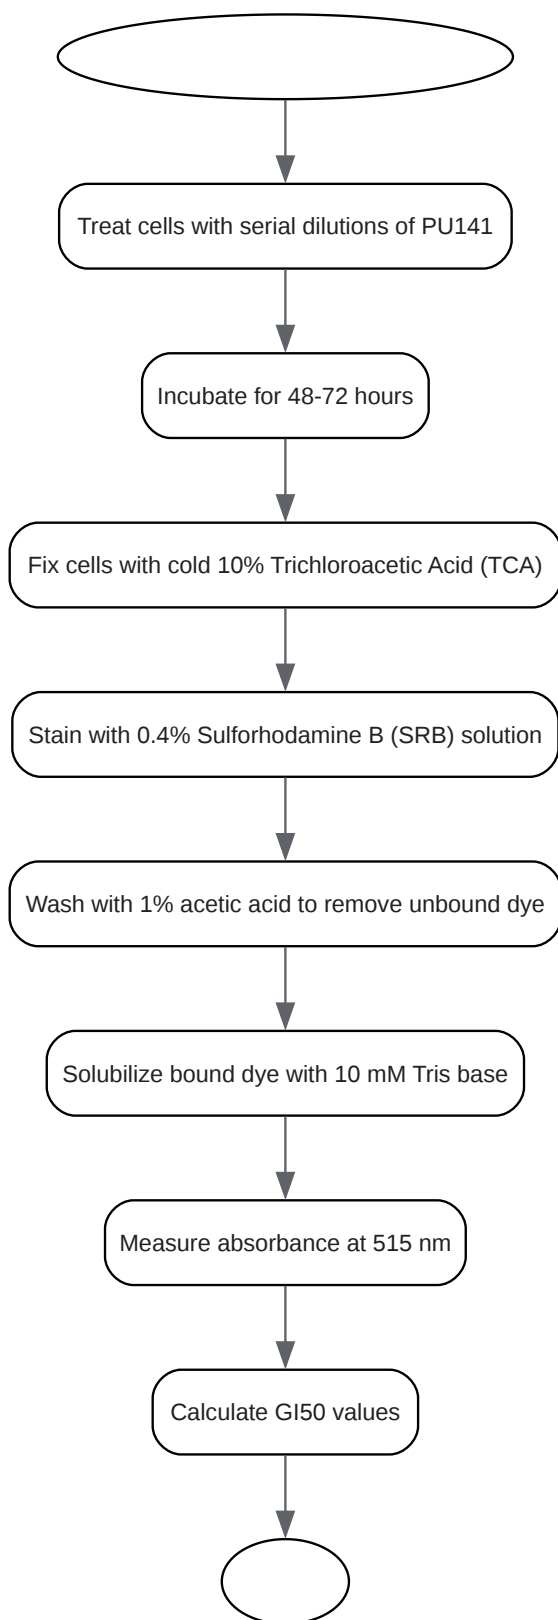 Treat cells with serial dilutions of PU141
Incubate for 48-72 hours
Fix cells with cold 10% Trichloroacetic Acid (TCA)
Stain with 0.4% Sulforhodamine B (SRB) solution
Wash with 1% acetic acid to remove unbound dye
Solubilize bound dye with 10 mM Tris base
Measure absorbance at 515 nm
Calculate GI50 values